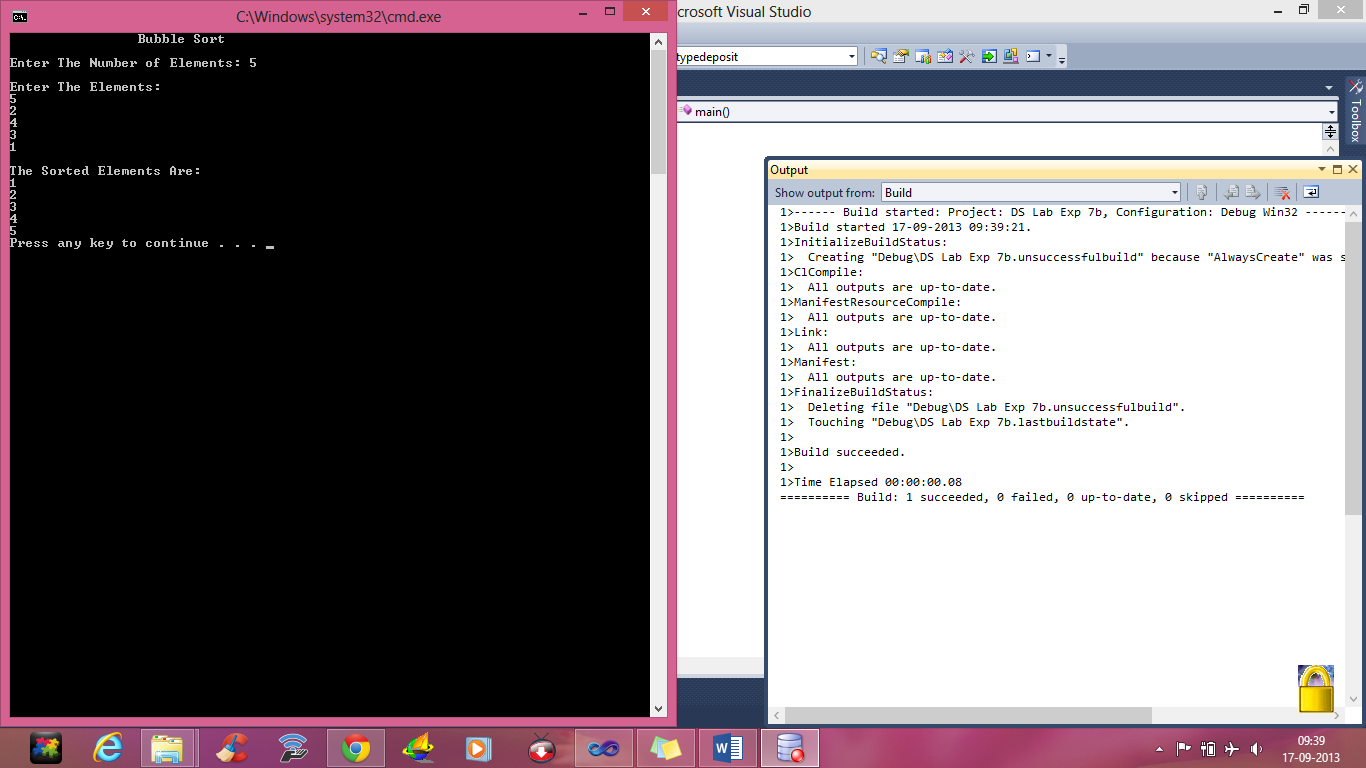 C:\Windows\system32\cmd.exe
Bubble Sort
Enter The Number of Elements: 5
Enter The Elements:
5
2
4
3
1
The Sorted Elements Are:
1
2
3
4
5
Press any key to continue . . . _
crosoft Visual Studio
typedeposit
main()
Toolbox
Output
Show output from: Build
1>------ Build started: Project: DS Lab Exp 7b, Configuration: Debug Win32 ------
1>Build started 17-09-2013 09:39:21.
1>InitializeBuildStatus:
1>  Creating "Debug\DS Lab Exp 7b.unsuccessfulbuild" because "AlwaysCreate" was s
1>ClCompile:
1>  All outputs are up-to-date.
1>ManifestResourceCompile:
1>  All outputs are up-to-date.
1>Link:
1>  All outputs are up-to-date.
1>Manifest:
1>  All outputs are up-to-date.
1>FinalizeBuildStatus:
1>  Deleting file "Debug\DS Lab Exp 7b.unsuccessfulbuild".
1>  Touching "Debug\DS Lab Exp 7b.lastbuildstate".
1>
1>Build succeeded.
1>
1>Time Elapsed 00:00:00.08
========== Build: 1 succeeded, 0 failed, 0 up-to-date, 0 skipped ==========
09:39
17-09-2013